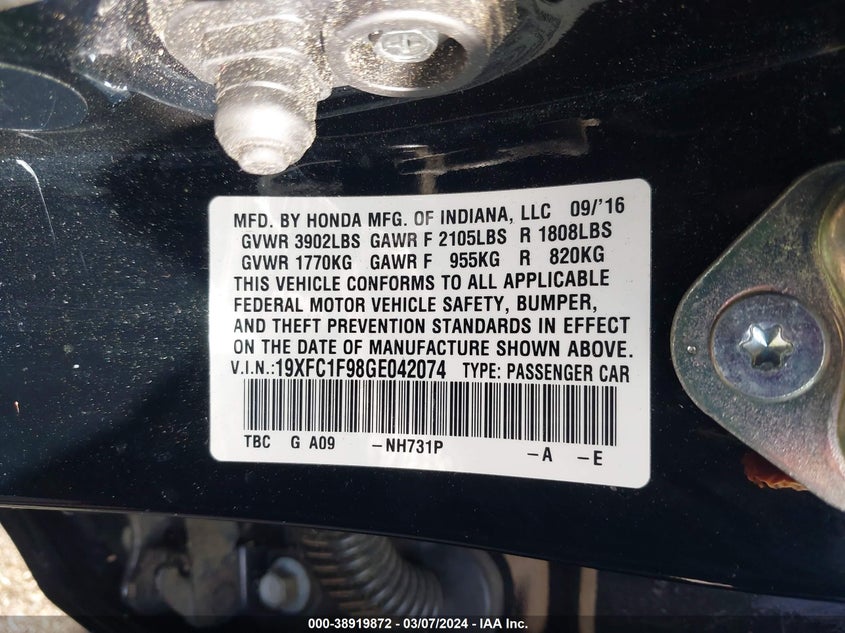 MFD. BY HONDA MFG. OF INDIANA, LLC 09/'16
GVWR 3902LBS GAWR F 2105LBS R 1808LBS
GVWR 1770KG GAWR F 955KG R 820KG
THIS VEHICLE CONFORMS TO ALL APPLICABLE
FEDERAL MOTOR VEHICLE SAFETY, BUMPER,
AND THEFT PREVENTION STANDARDS IN EFFECT
ON THE DATE OF MANUFACTURE SHOWN ABOVE.
V.I.N.:19XFC1F98GE042074 TYPE: PASSENGER CAR
TBC G A09 -NH731P -A -E
000-38919872 - 03/07/2024 - IAA Inc.